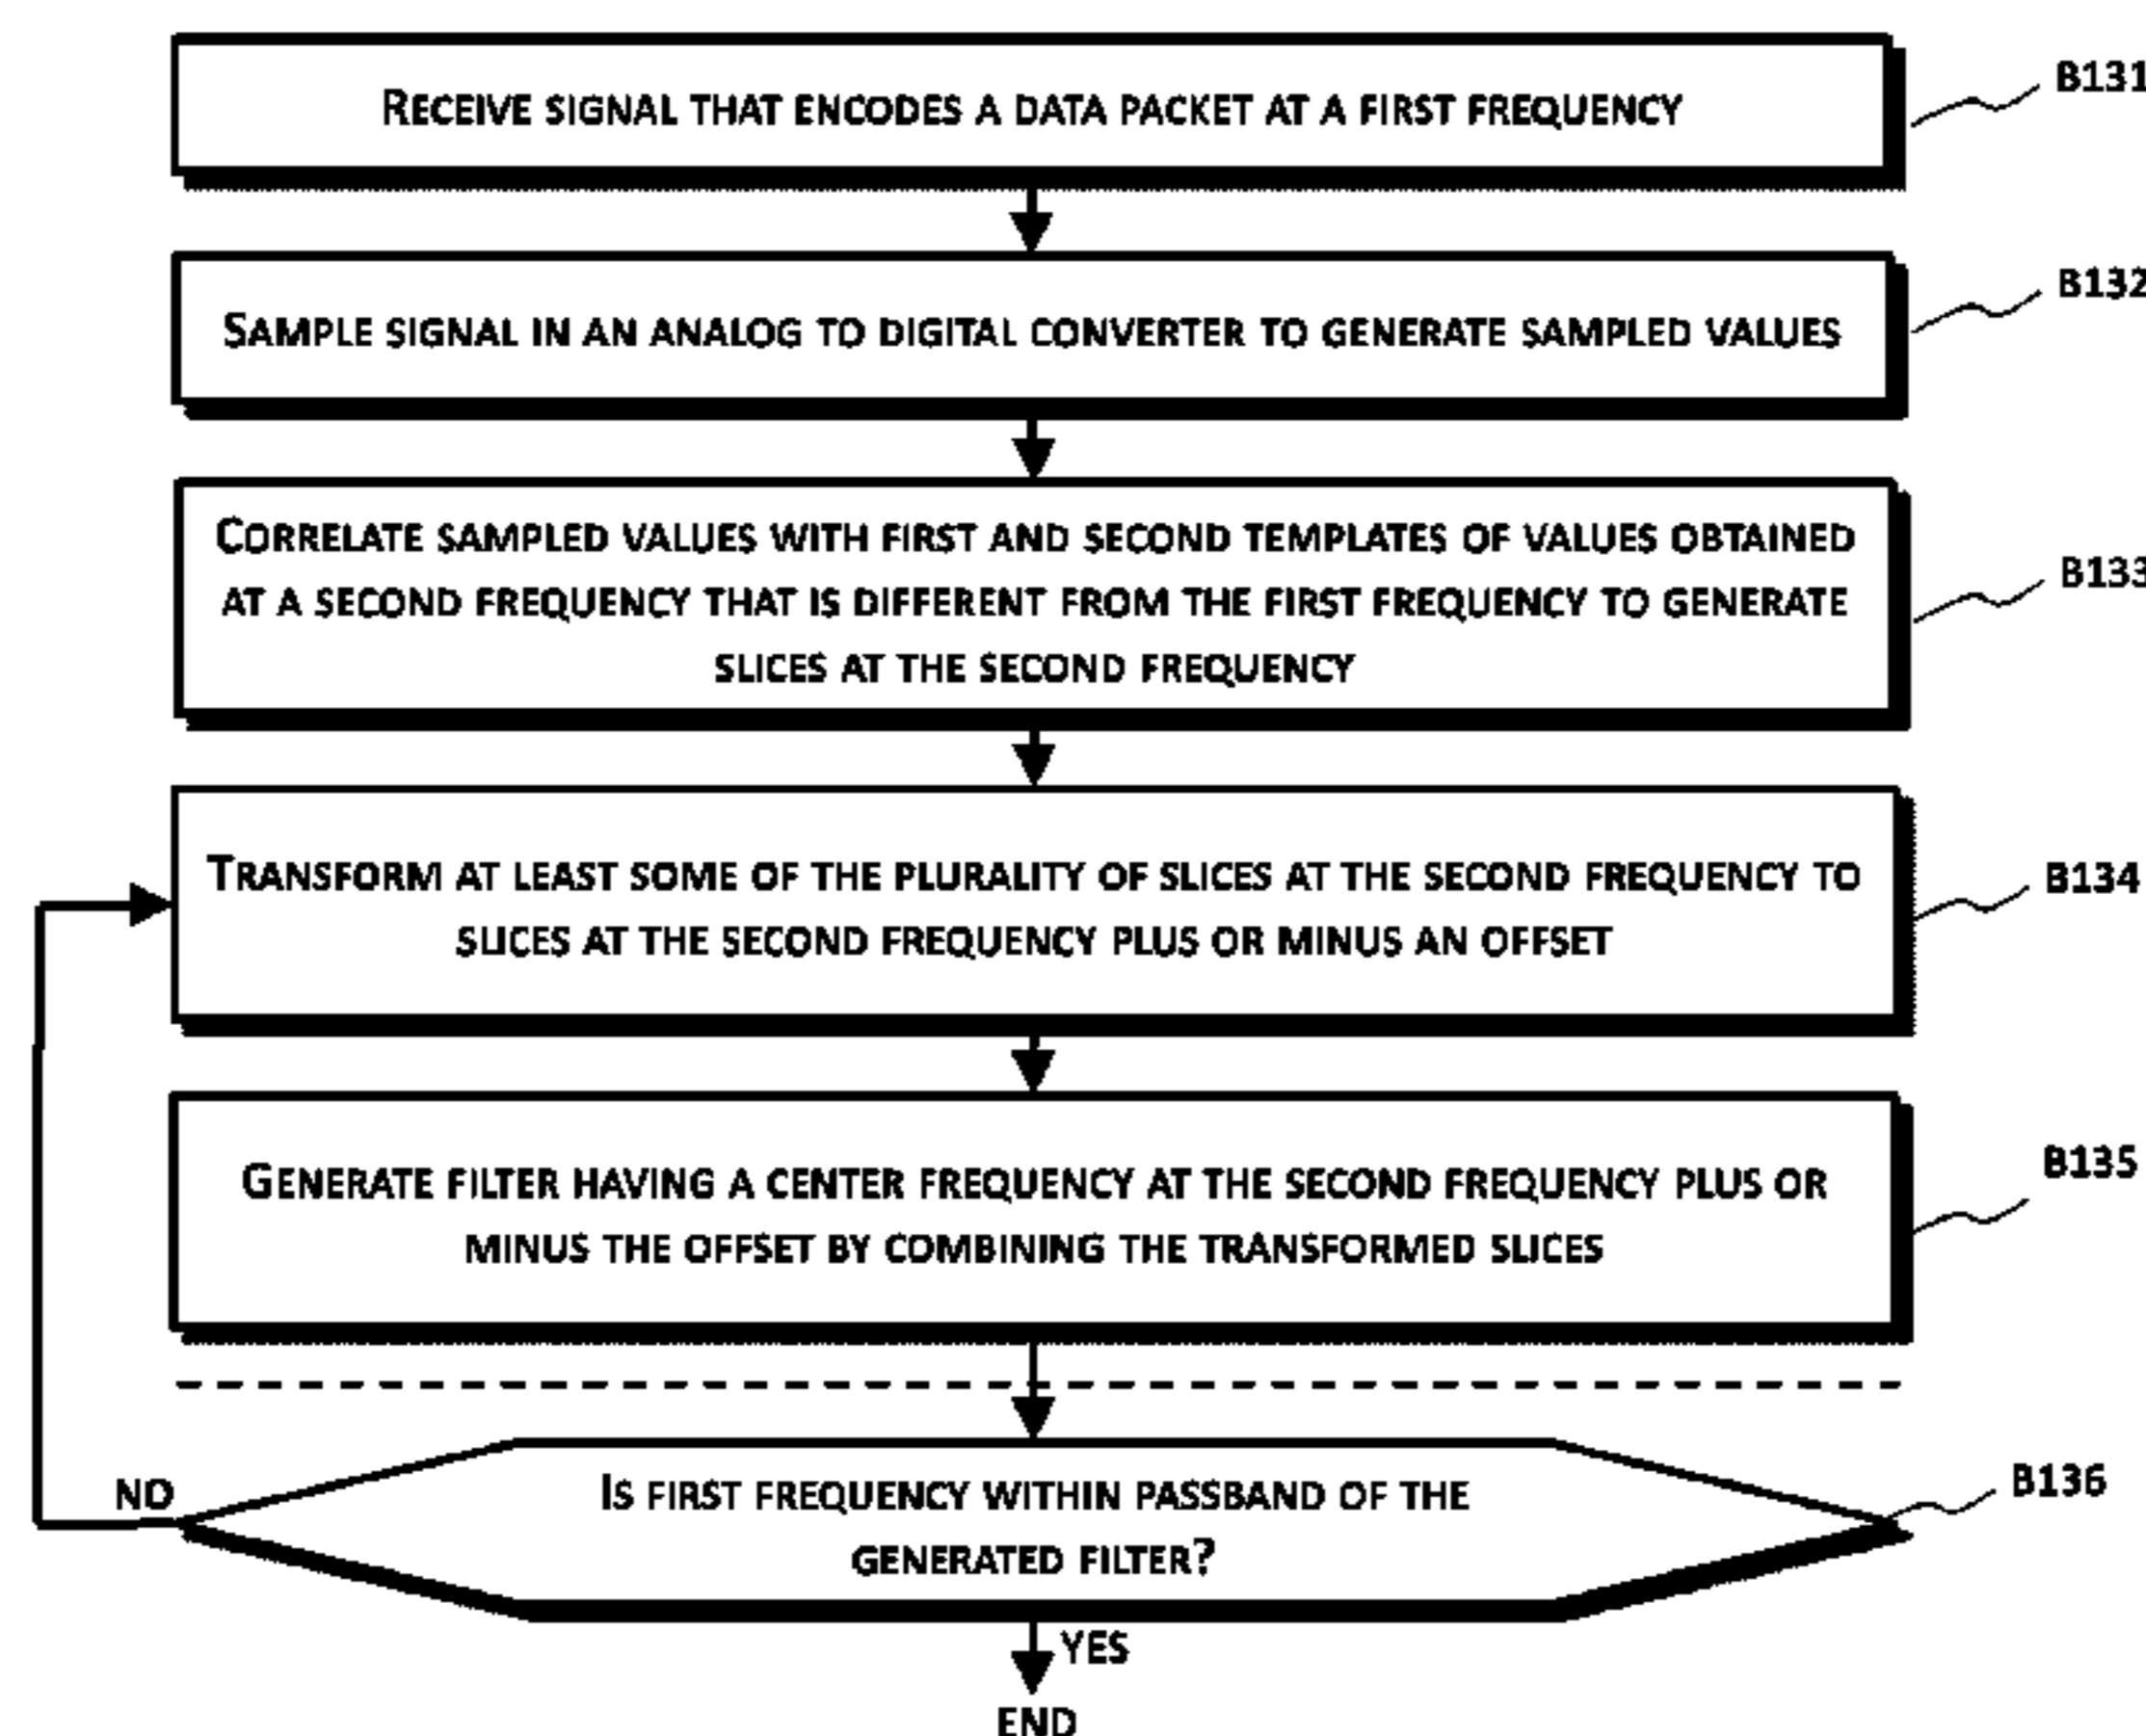 RECEIVE SIGNAL THAT ENCODES A DATA PACKET AT A FIRST FREQUENCY
B131
SAMPLE SIGNAL IN AN ANALOG TO DIGITAL CONVERTER TO GENERATE SAMPLED VALUES
B132
CORRELATE SAMPLED VALUES WITH FIRST AND SECOND TEMPLATES OF VALUES OBTAINED
AT A SECOND FREQUENCY THAT IS DIFFERENT FROM THE FIRST FREQUENCY TO GENERATE
SLICES AT THE SECOND FREQUENCY
B133
TRANSFORM AT LEAST SOME OF THE PLURALITY OF SLICES AT THE SECOND FREQUENCY TO
SLICES AT THE SECOND FREQUENCY PLUS OR MINUS AN OFFSET
B134
GENERATE FILTER HAVING A CENTER FREQUENCY AT THE SECOND FREQUENCY PLUS OR
MINUS THE OFFSET BY COMBINING THE TRANSFORMED SLICES
B135
NO
IS FIRST FREQUENCY WITHIN PASSBAND OF THE
GENERATED FILTER?
B136
YES
END